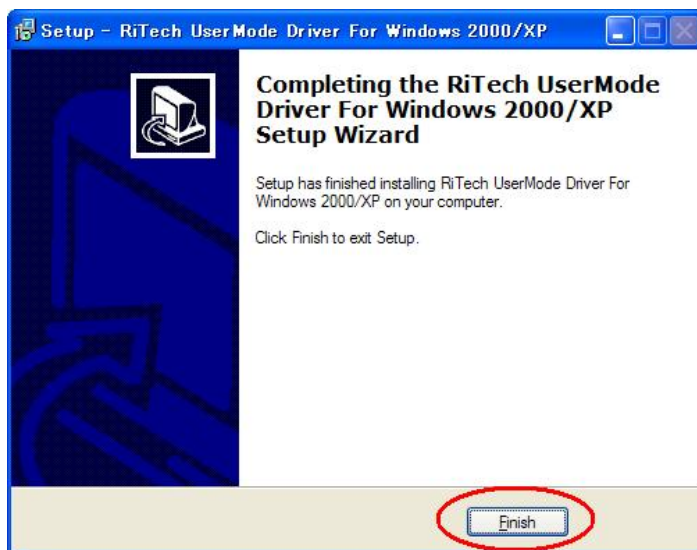 Setup - RiTech UserMode Driver For Windows 2000/XP
Completing the RiTech UserMode
Driver For Windows 2000/XP
Setup Wizard
Setup has finished installing RiTech UserMode Driver For
Windows 2000/XP on your computer.
Click Finish to exit Setup.
Finish